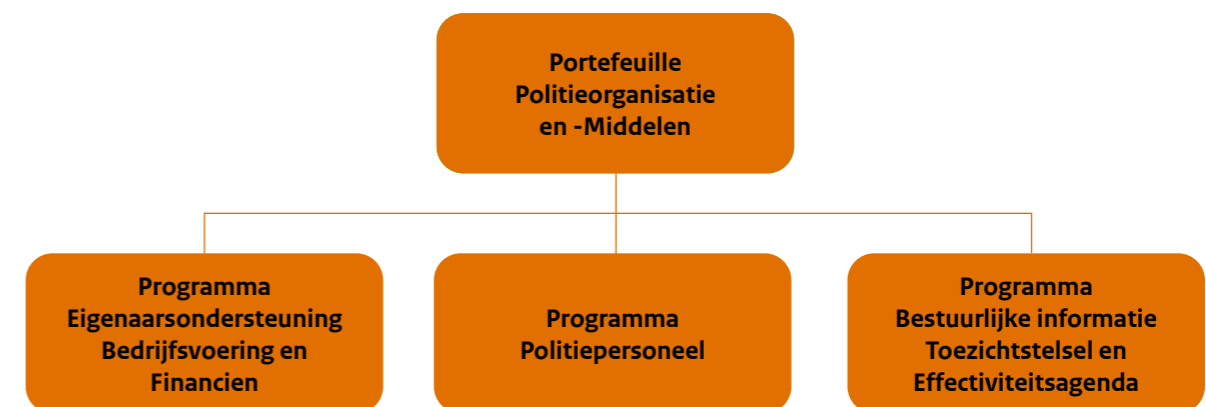 Portefeuille
Politieorganisatie
en -Middelen
Programma
Eigenaarsondersteuning
Bedrijfsvoering en
Financien
Programma
Politiepersoneel
Programma
Bestuurlijke informatie
Toezichtstelsel en
Effectiviteitsagenda